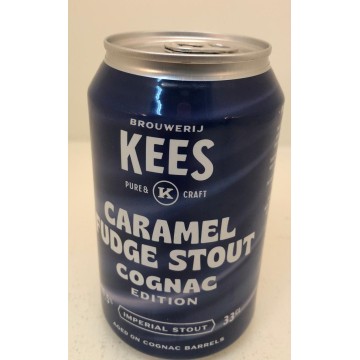 BROUWERIJ
KEES
PURE & K CRAFT
CARAMEL
FUDGE STOUT
COGNAC
EDITION
IMPERIAL STOUT
AGED ON COGNAC BARRELS